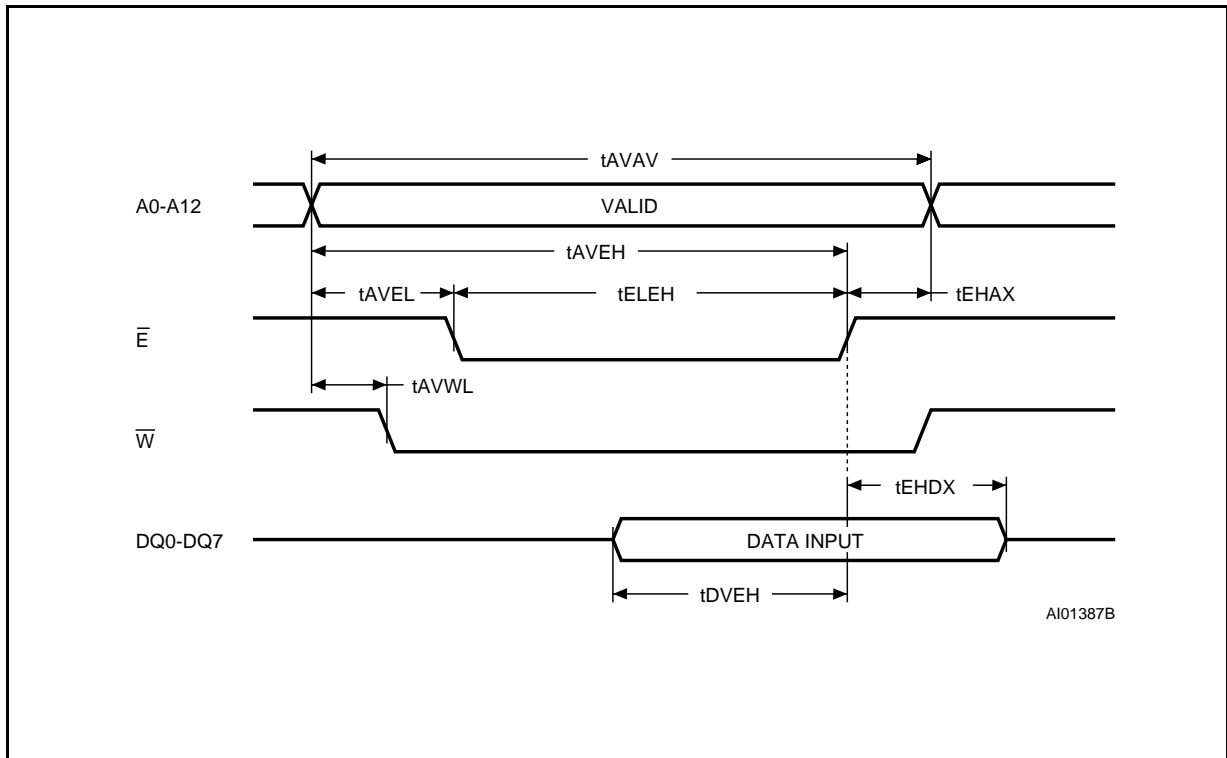 tAVAV
A0-A12
VALID
tAVEH
tAVEL
tELEH
tEHAX
E̅
tAVWL
W̅
tEHDX
DQ0-DQ7
DATA INPUT
tDVEH
AI01387B